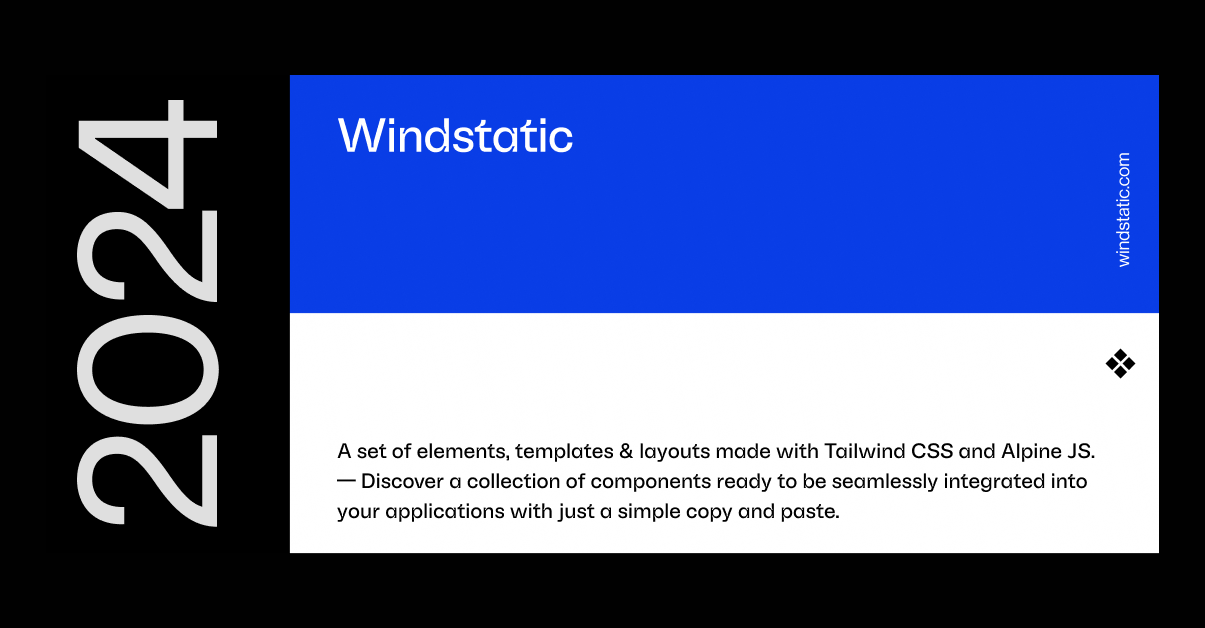 2024
Windstatic
windstatic.com
A set of elements, templates & layouts made with Tailwind CSS and Alpine JS.
— Discover a collection of components ready to be seamlessly integrated into
your applications with just a simple copy and paste.